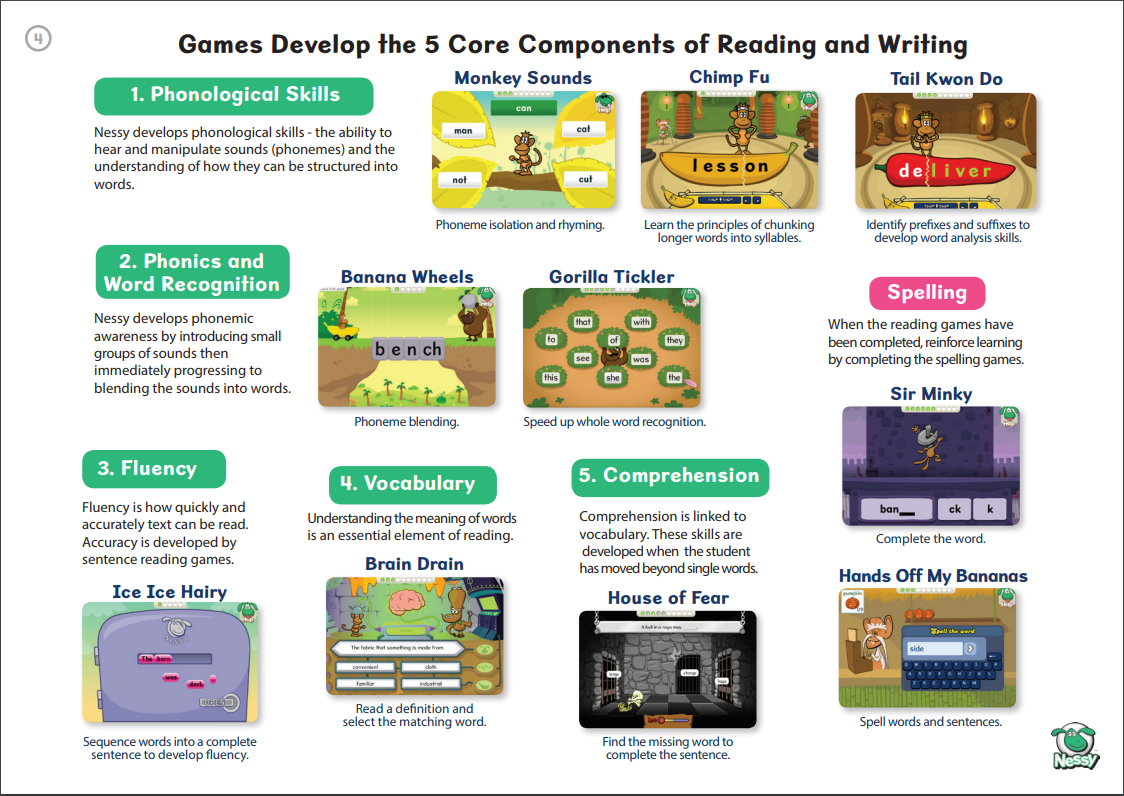 4
Games Develop the 5 Core Components of Reading and Writing
1. Phonological Skills
Nessy develops phonological skills - the ability to
hear and manipulate sounds (phonemes) and the
understanding of how they can be structured into
words.
Monkey Sounds
can
man
cat
not
cut
Phoneme isolation and rhyming.
Chimp Fu
lesson
Learn the principles of chunking
longer words into syllables.
Tail Kwon Do
deliver
Identify prefixes and suffixes to
develop word analysis skills.
2. Phonics and
Word Recognition
Nessy develops phonemic
awareness by introducing small
groups of sounds then
immediately progressing to
blending the sounds into words.
Banana Wheels
b e n ch
Phoneme blending.
Gorilla Tickler
that
with
to
of
they
see
was
this
she
the
Speed up whole word recognition.
Spelling
When the reading games have
been completed, reinforce learning
by completing the spelling games.
Sir Minky
ban__
ck
k
Complete the word.
Hands Off My Bananas
pumpkin
Spell the word
side
Spell words and sentences.
3. Fluency
Fluency is how quickly and
accurately text can be read.
Accuracy is developed by
sentence reading games.
Ice Ice Hairy
The barn
was
dark
Sequence words into a complete
sentence to develop fluency.
4. Vocabulary
Understanding the meaning of words
is an essential element of reading.
Brain Drain
The fabric that something is made from.
convenient
cloth
familiar
industrial
Read a definition and
select the matching word.
5. Comprehension
Comprehension is linked to
vocabulary. These skills are
developed when the student
has moved beyond single words.
House of Fear
A bull in a rage may
charge
Find the missing word to
complete the sentence.
Nessy